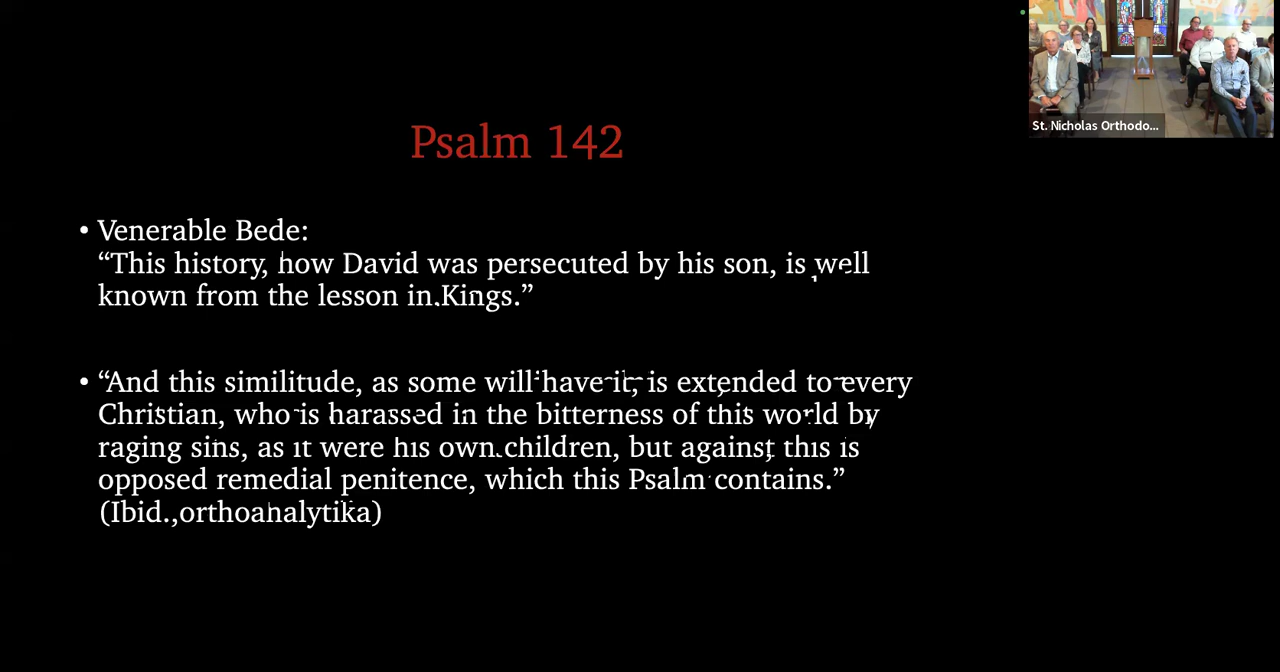 Psalm 142
• Venerable Bede:
“This history, how David was persecuted by his son, is well
known from the lesson in Kings.”
• “And this similitude, as some will have it, is extended to every
Christian, who is harassed in the bitterness of this world by
raging sins, as it were his own children, but against this is
opposed remedial penitence, which this Psalm contains.”
(Ibid.,orthoanalytika)
St. Nicholas Orthodo...